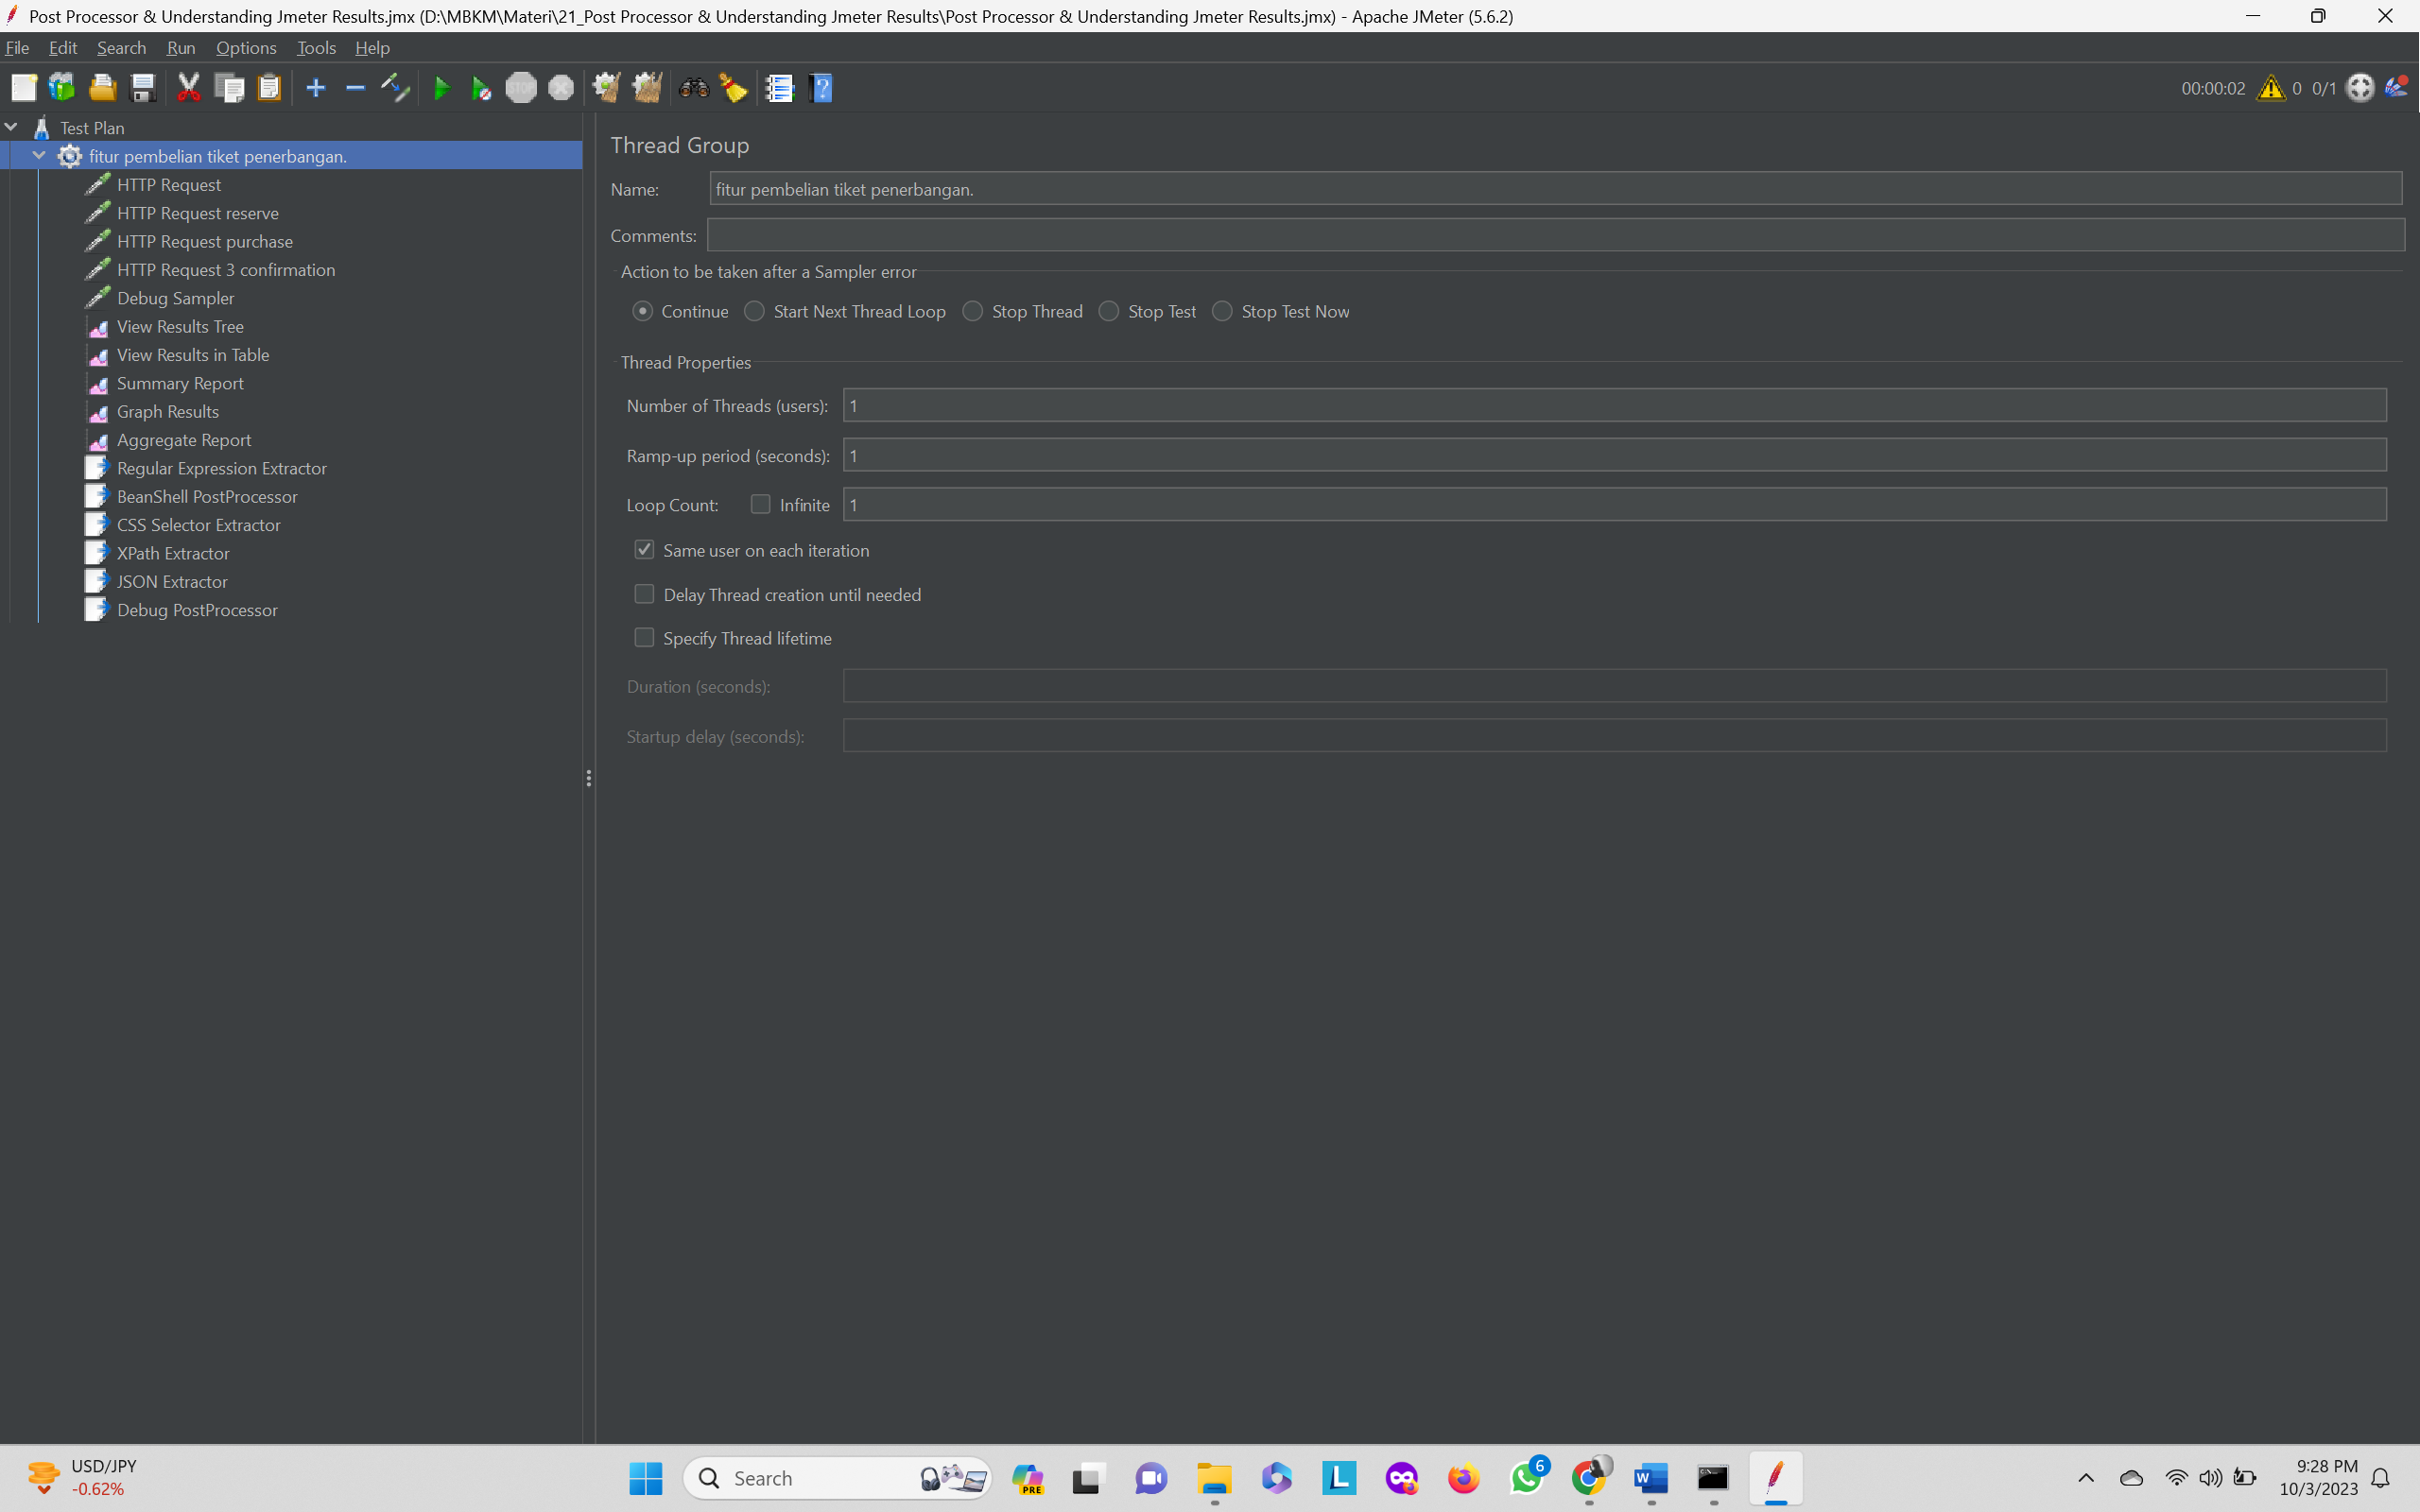 Post Processor & Understanding Jmeter Results.jmx (D:\MBKM\Materi\21_Post Processor & Understanding Jmeter Results\Post Processor & Understanding Jmeter Results.jmx) - Apache JMeter (5.6.2)
File Edit Search Run Options Tools Help
STOP
00:00:02 0 0/1
Test Plan
fitur pembelian tiket penerbangan.
HTTP Request
HTTP Request reserve
HTTP Request purchase
HTTP Request 3 confirmation
Debug Sampler
View Results Tree
View Results in Table
Summary Report
Graph Results
Aggregate Report
Regular Expression Extractor
BeanShell PostProcessor
CSS Selector Extractor
XPath Extractor
JSON Extractor
Debug PostProcessor
Thread Group
Name: fitur pembelian tiket penerbangan.
Comments:
Action to be taken after a Sampler error
Continue Start Next Thread Loop Stop Thread Stop Test Stop Test Now
Thread Properties
Number of Threads (users): 1
Ramp-up period (seconds): 1
Loop Count: Infinite 1
Same user on each iteration
Delay Thread creation until needed
Specify Thread lifetime
Duration (seconds):
Startup delay (seconds):
USD/JPY
-0.62%
Search
PRE
L
6
W
9:28 PM
10/3/2023